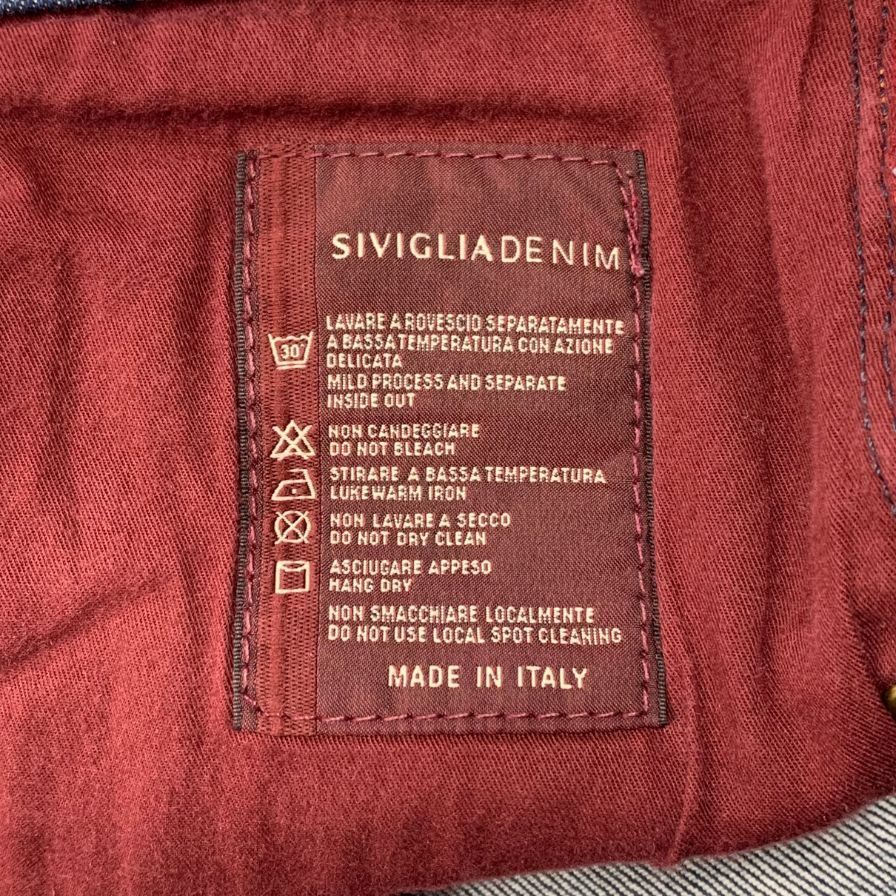 SIVIGLIADENIM
30°
LAVARE A ROVESCIO SEPARATAMENTE
A BASSA TEMPERATURA CON AZIONE
DELICATA
MILD PROCESS AND SEPARATE
INSIDE OUT
NON CANDEGGIARE
DO NOT BLEACH
STIRARE A BASSA TEMPERATURA
LUKEWARM IRON
NON LAVARE A SECCO
DO NOT DRY CLEAN
ASCIUGARE APPESO
HANG DRY
NON SMACCHIARE LOCALMENTE
DO NOT USE LOCAL SPOT CLEANING
MADE IN ITALY